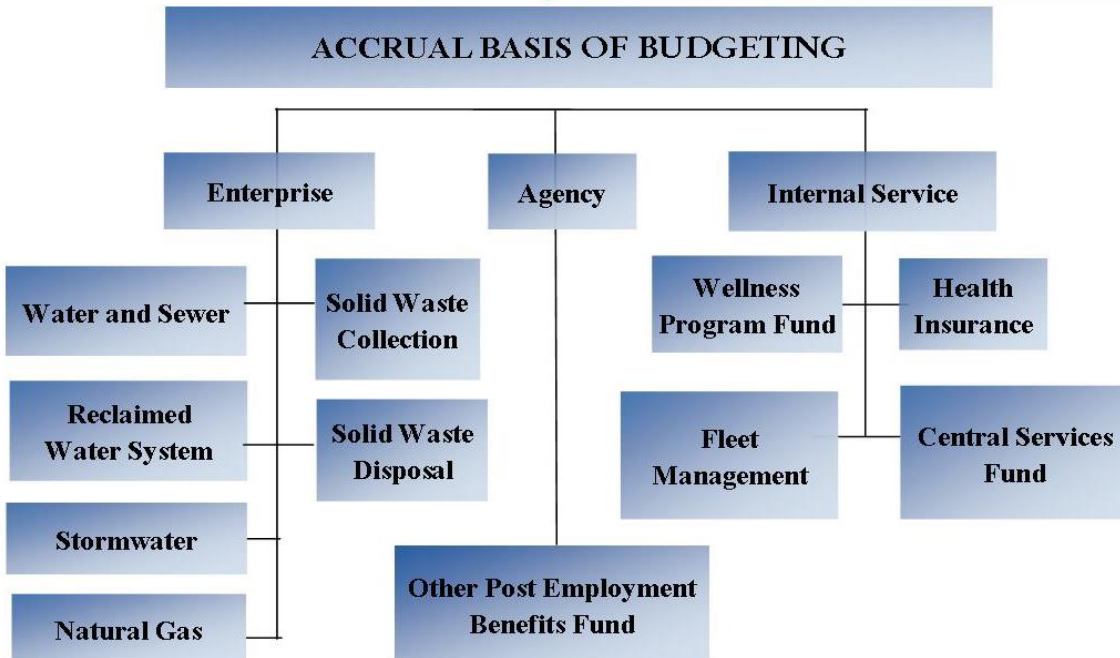 ACCRUAL BASIS OF BUDGETING
Enterprise
Agency
Internal Service
Water and Sewer
Solid Waste
Collection
Wellness
Program Fund
Health
Insurance
Reclaimed
Water System
Solid Waste
Disposal
Fleet
Management
Central Services
Fund
Stormwater
Natural Gas
Other Post Employment
Benefits Fund